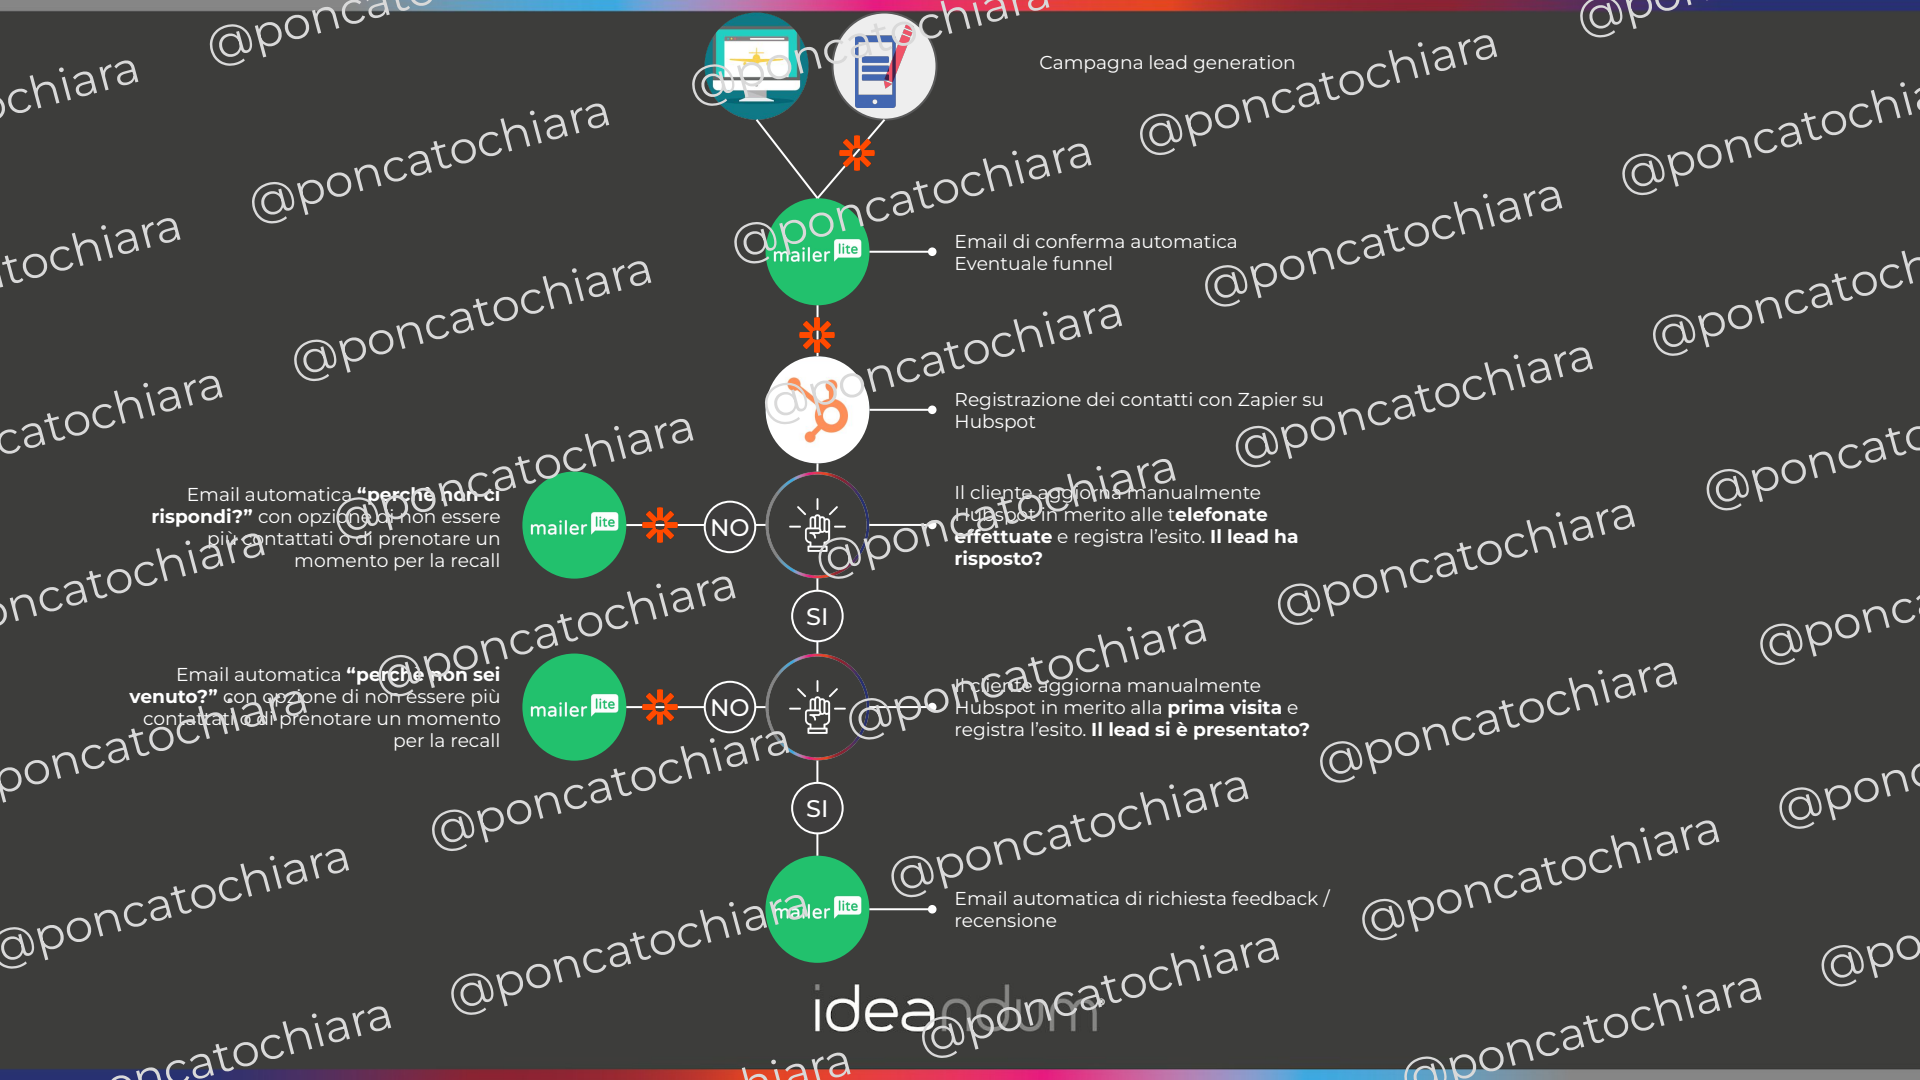 @poncatochiara
Campagna lead generation
mailer lite
Email di conferma automatica
Eventuale funnel
Registrazione dei contatti con Zapier su
Hubspot
Email automatica “perchè non ci
rispondi?” con opzione di non essere
più contattati o di prenotare un
momento per la recall
mailer lite
NO
Il cliente aggiorna manualmente
Hubspot in merito alle telefonate
effettuate e registra l’esito. Il lead ha
risposto?
SI
Email automatica “perchè non sei
venuto?” con opzione di non essere più
contattati o di prenotare un momento
per la recall
mailer lite
NO
Il cliente aggiorna manualmente
Hubspot in merito alla prima visita e
registra l’esito. Il lead si è presentato?
SI
mailer lite
Email automatica di richiesta feedback /
recensione
ideandum